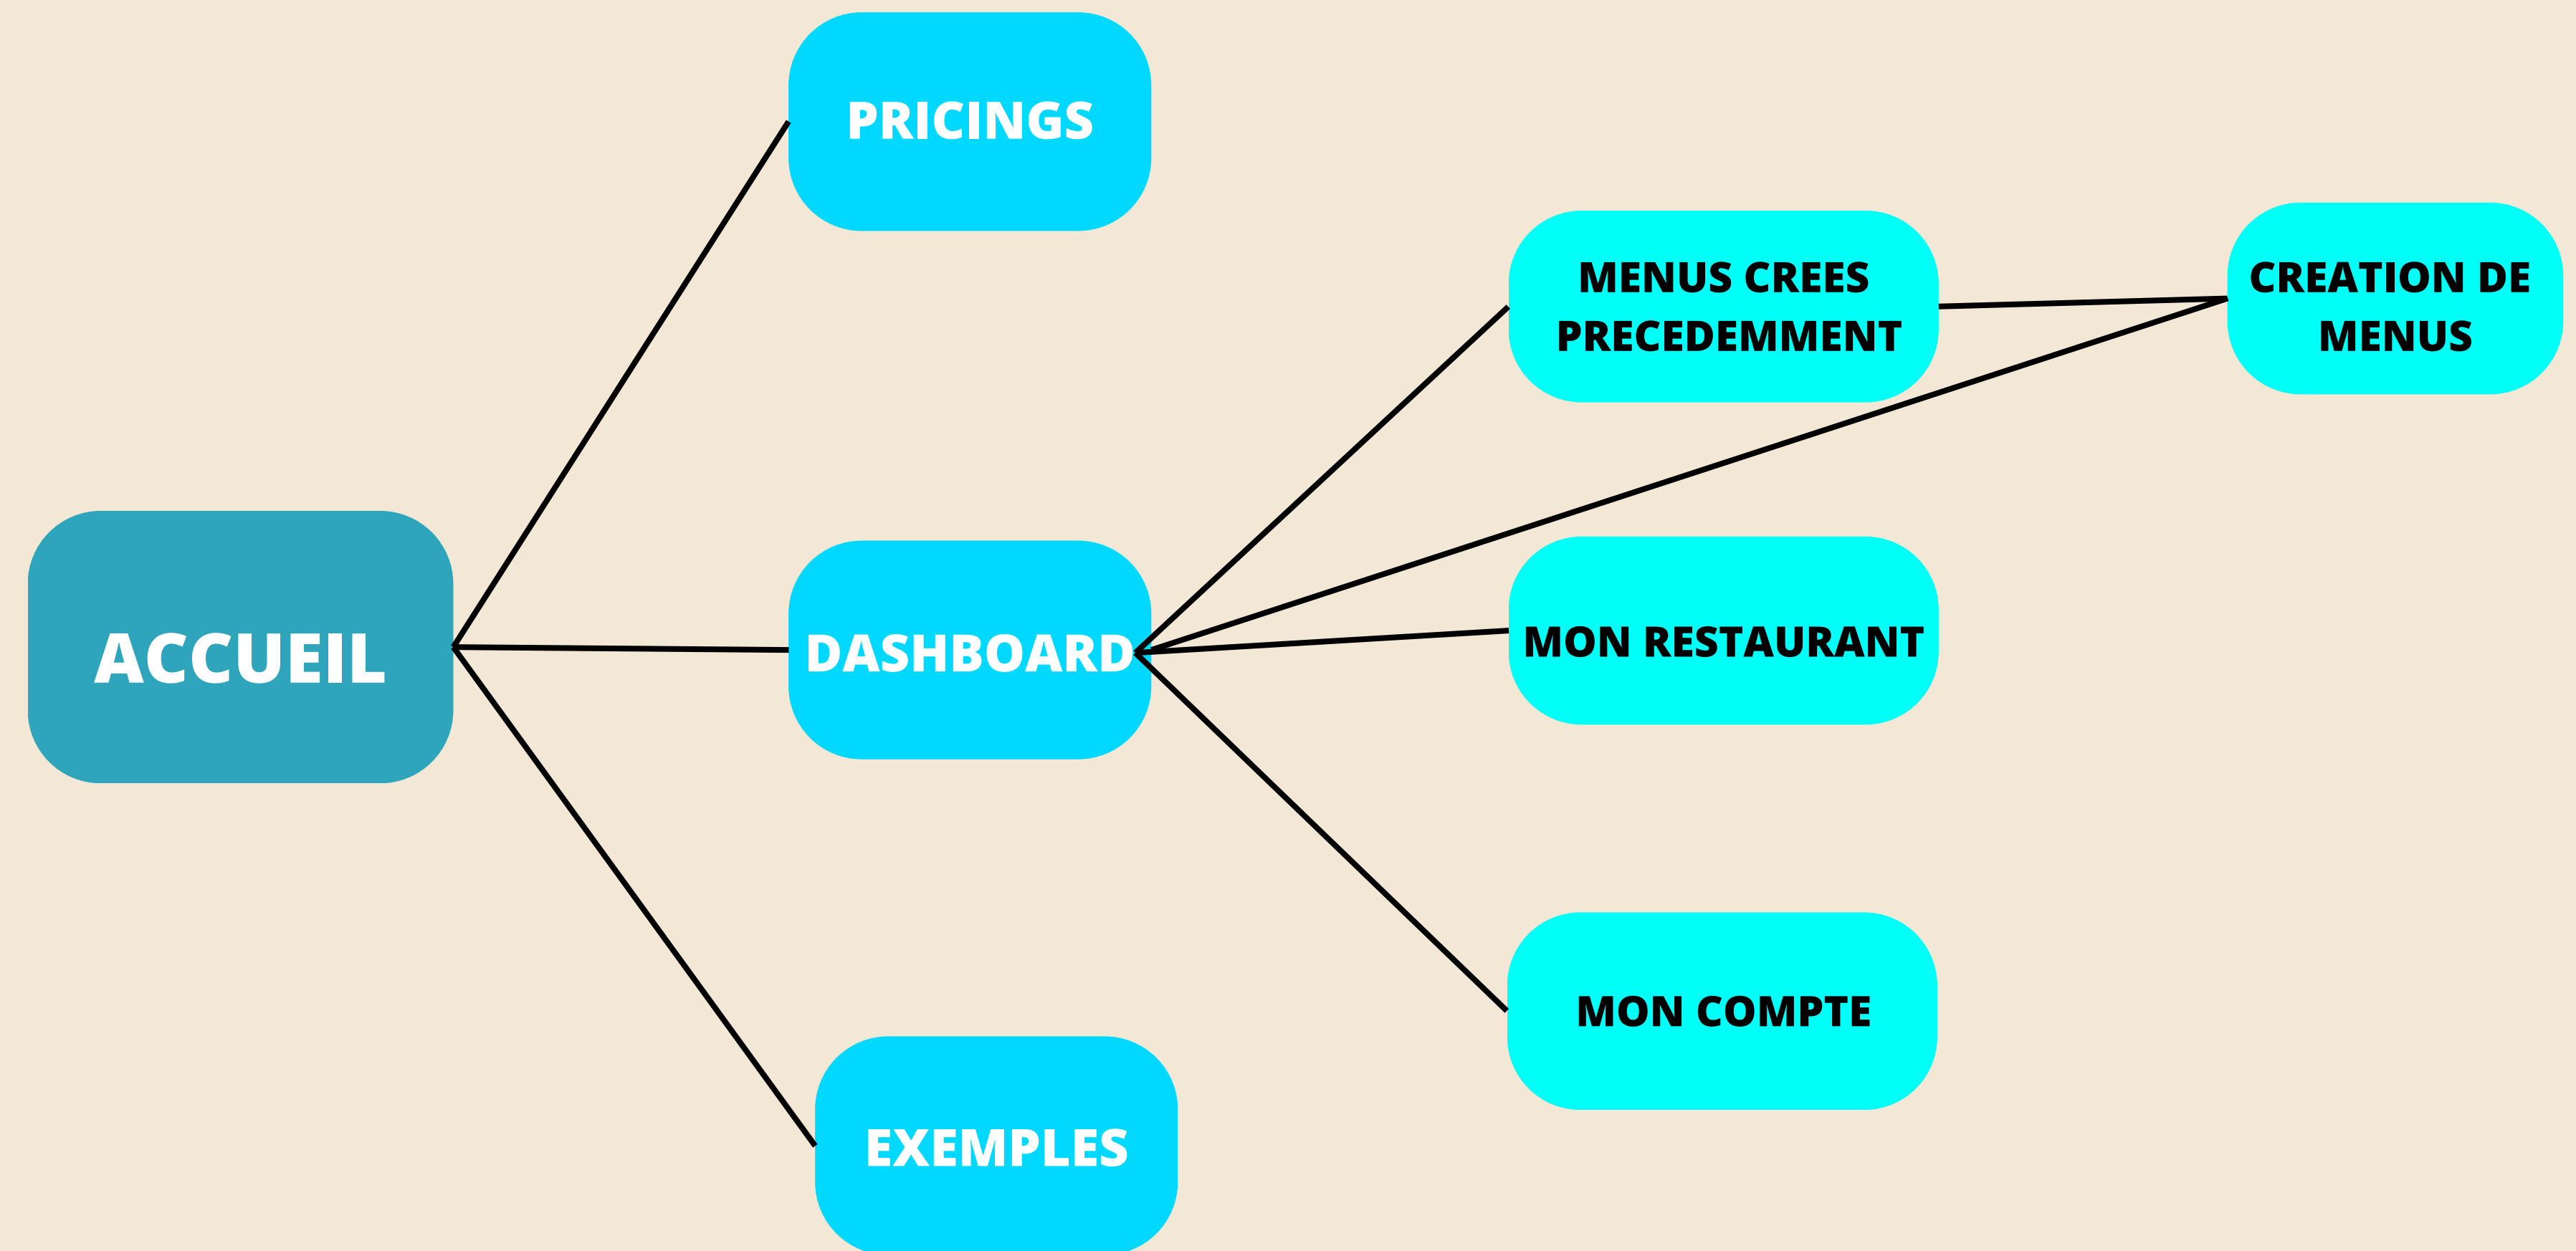 PRICINGS
MENUS CREES
PRECEDEMMENT
CREATION DE
MENUS
ACCUEIL
DASHBOARD
MON RESTAURANT
MON COMPTE
EXEMPLES